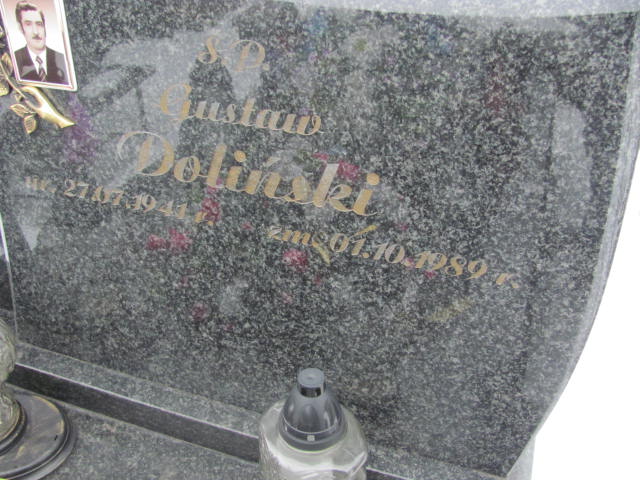 Ś.P.
Gustaw
Doliński
ur. 27.07.1941 r. zm. 01.10.1989 r.